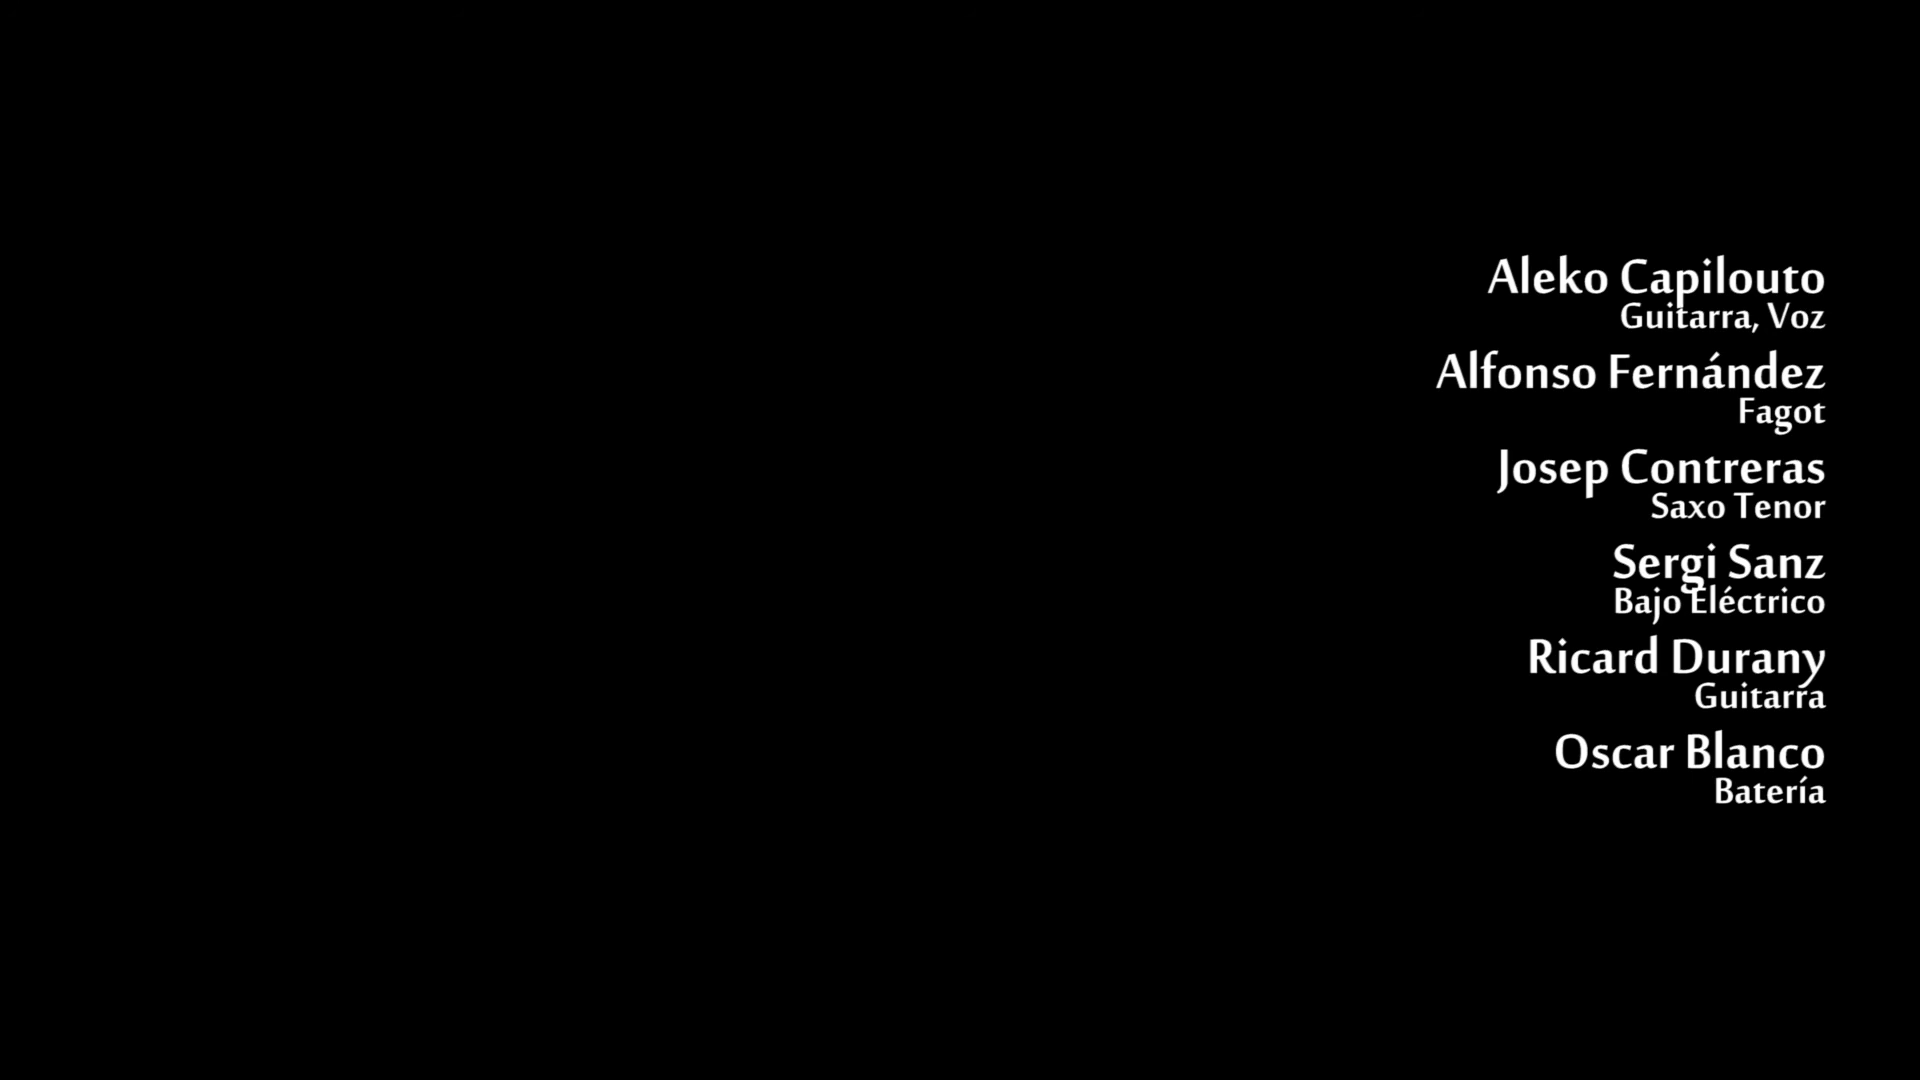 Aleko Capilouto
Guitarra, Voz
Alfonso Fernández
Fagot
Josep Contreras
Saxo Tenor
Sergi Sanz
Bajo Eléctrico
Ricard Durany
Guitarra
Oscar Blanco
Batería